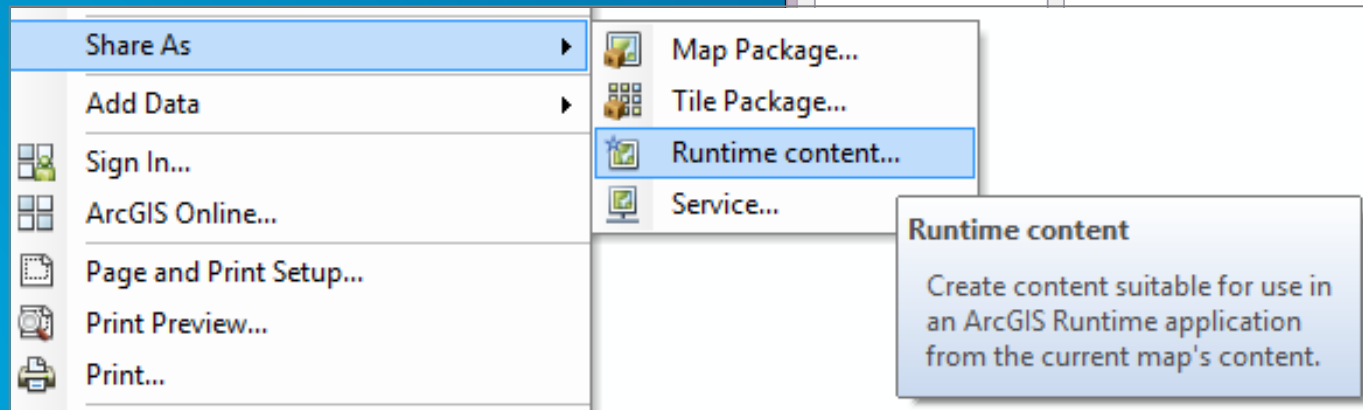 Share As
Add Data
Sign In...
ArcGIS Online...
Page and Print Setup...
Print Preview...
Print...
Map Package...
Tile Package...
Runtime content...
Service...
Runtime content
Create content suitable for use in
an ArcGIS Runtime application
from the current map's content.